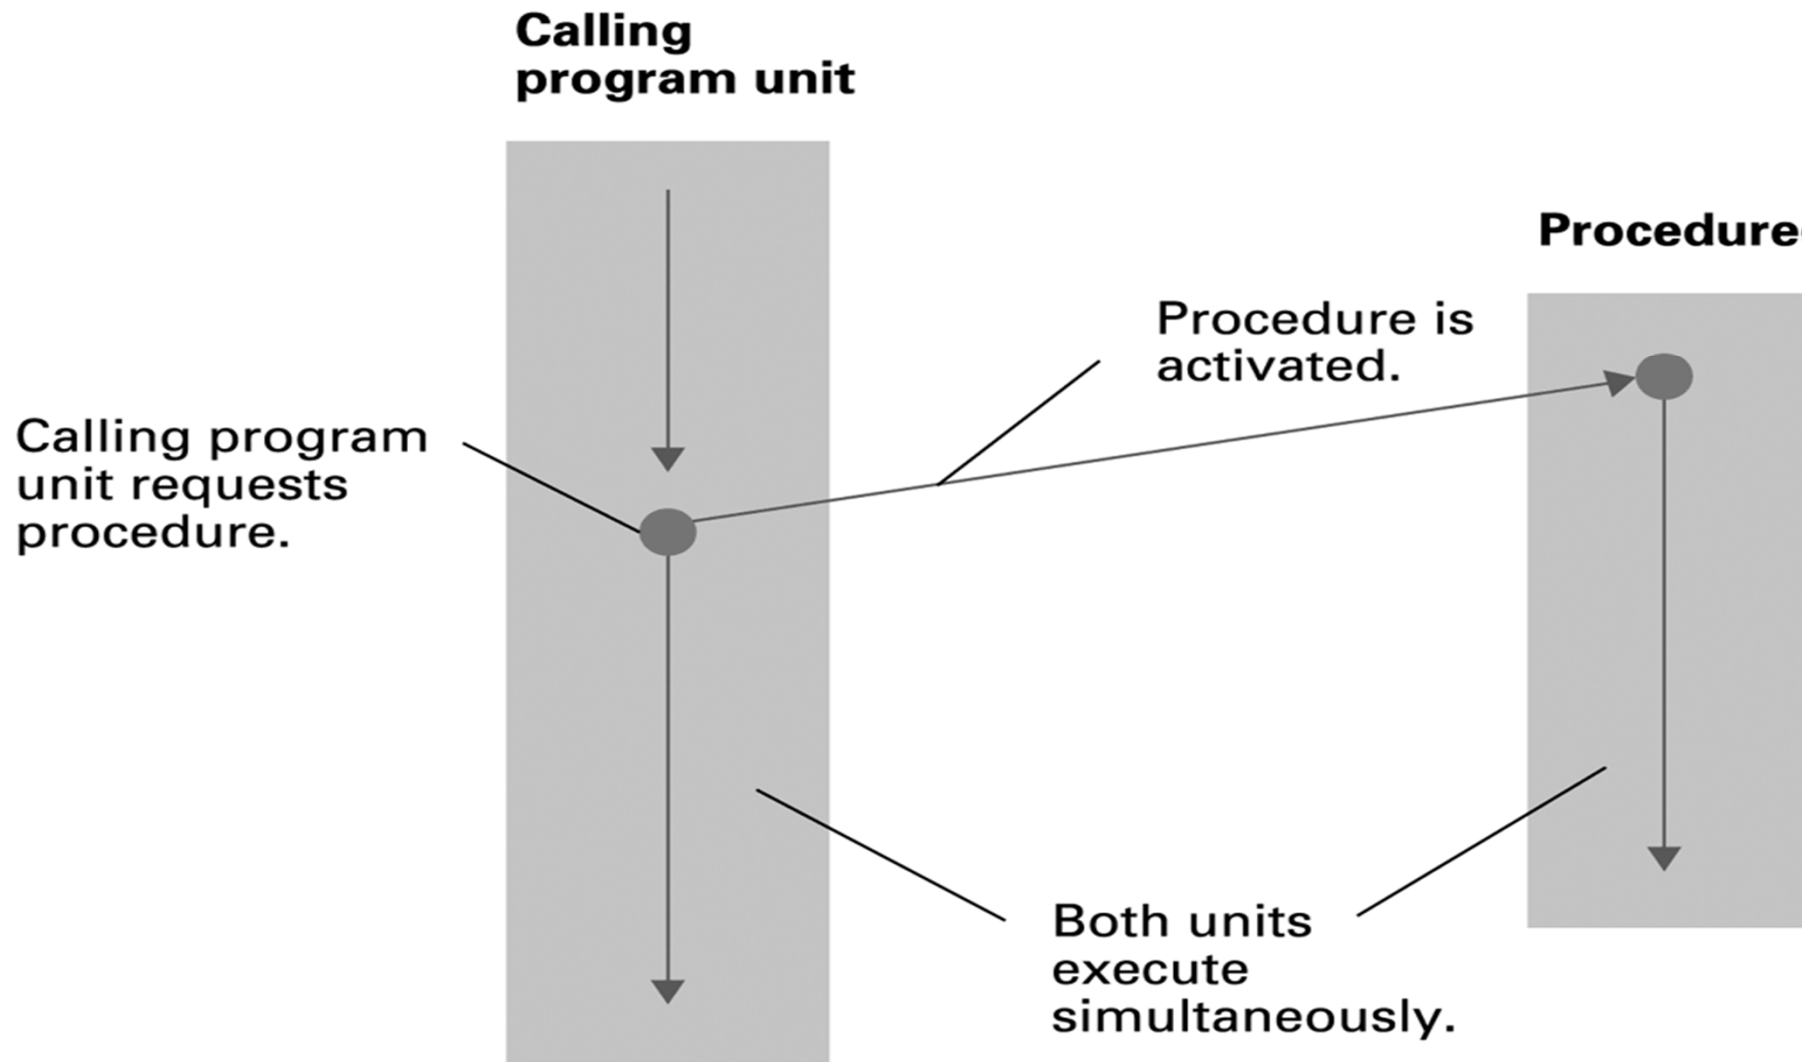 Calling
program unit
Procedure
Procedure is
activated.
Calling program
unit requests
procedure.
Both units
execute
simultaneously.